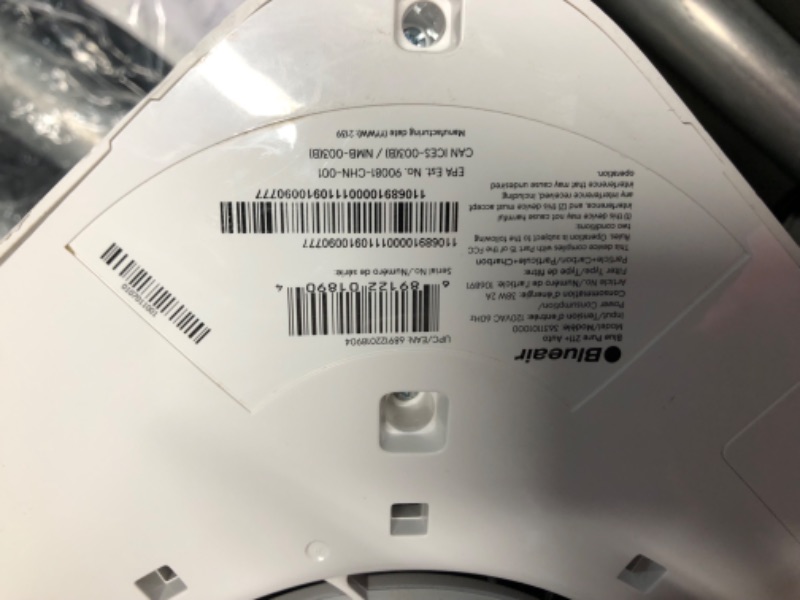 Blueair
Blue Pure 211+ Auto
Model/Modèle: 3631101000
Input/Tension d'entrée: 120VAC 60Hz
Power Consumption/
Consommation d'énergie: 38W 2A
Article No./Numéro de l'article: 106891
Filter Type/Type de filtre:
Particle+Carbon/Particule+Charbon
This device complies with Part 15 of the FCC
Rules. Operation is subject to the following
two conditions:
(1) this device may not cause harmful
interference, and (2) this device must accept
any interference received, including
interference that may cause undesired
operation.
UPC/EAN: 689122018904
6 89122 01890 4
Serial No./Numéro de série:
110689100001110910090777
110689100001110910090777
EPA Est. No. 90081-CHN-001
CAN ICES-003(B) / NMB-003(B)
Manufacturing date (YYWW): 2139